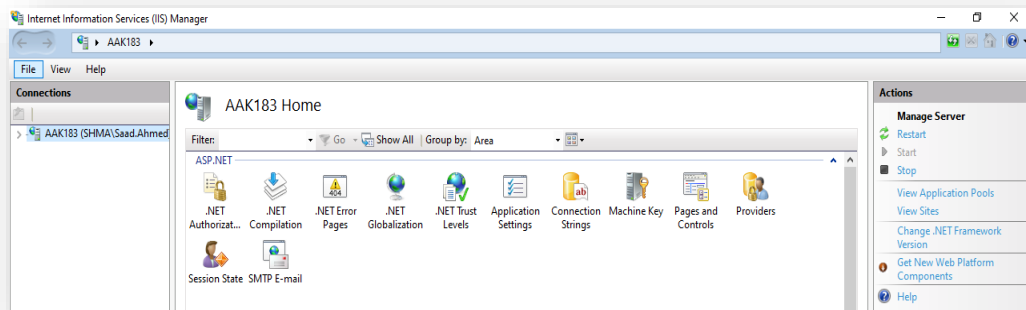 Internet Information Services (IIS) Manager
AAK183
File View Help
Connections
AAK183 (SHMA\Saad.Ahmed
AAK183 Home
Filter: Go Show All Group by: Area
ASP.NET
.NET Authorizat...
.NET Compilation
404
.NET Error Pages
.NET Globalization
.NET Trust Levels
Application Settings
ab
Connection Strings
Machine Key
Pages and Controls
Providers
Session State
SMTP E-mail
Actions
Manage Server
Restart
Start
Stop
View Application Pools
View Sites
Change .NET Framework
Version
Get New Web Platform
Components
Help